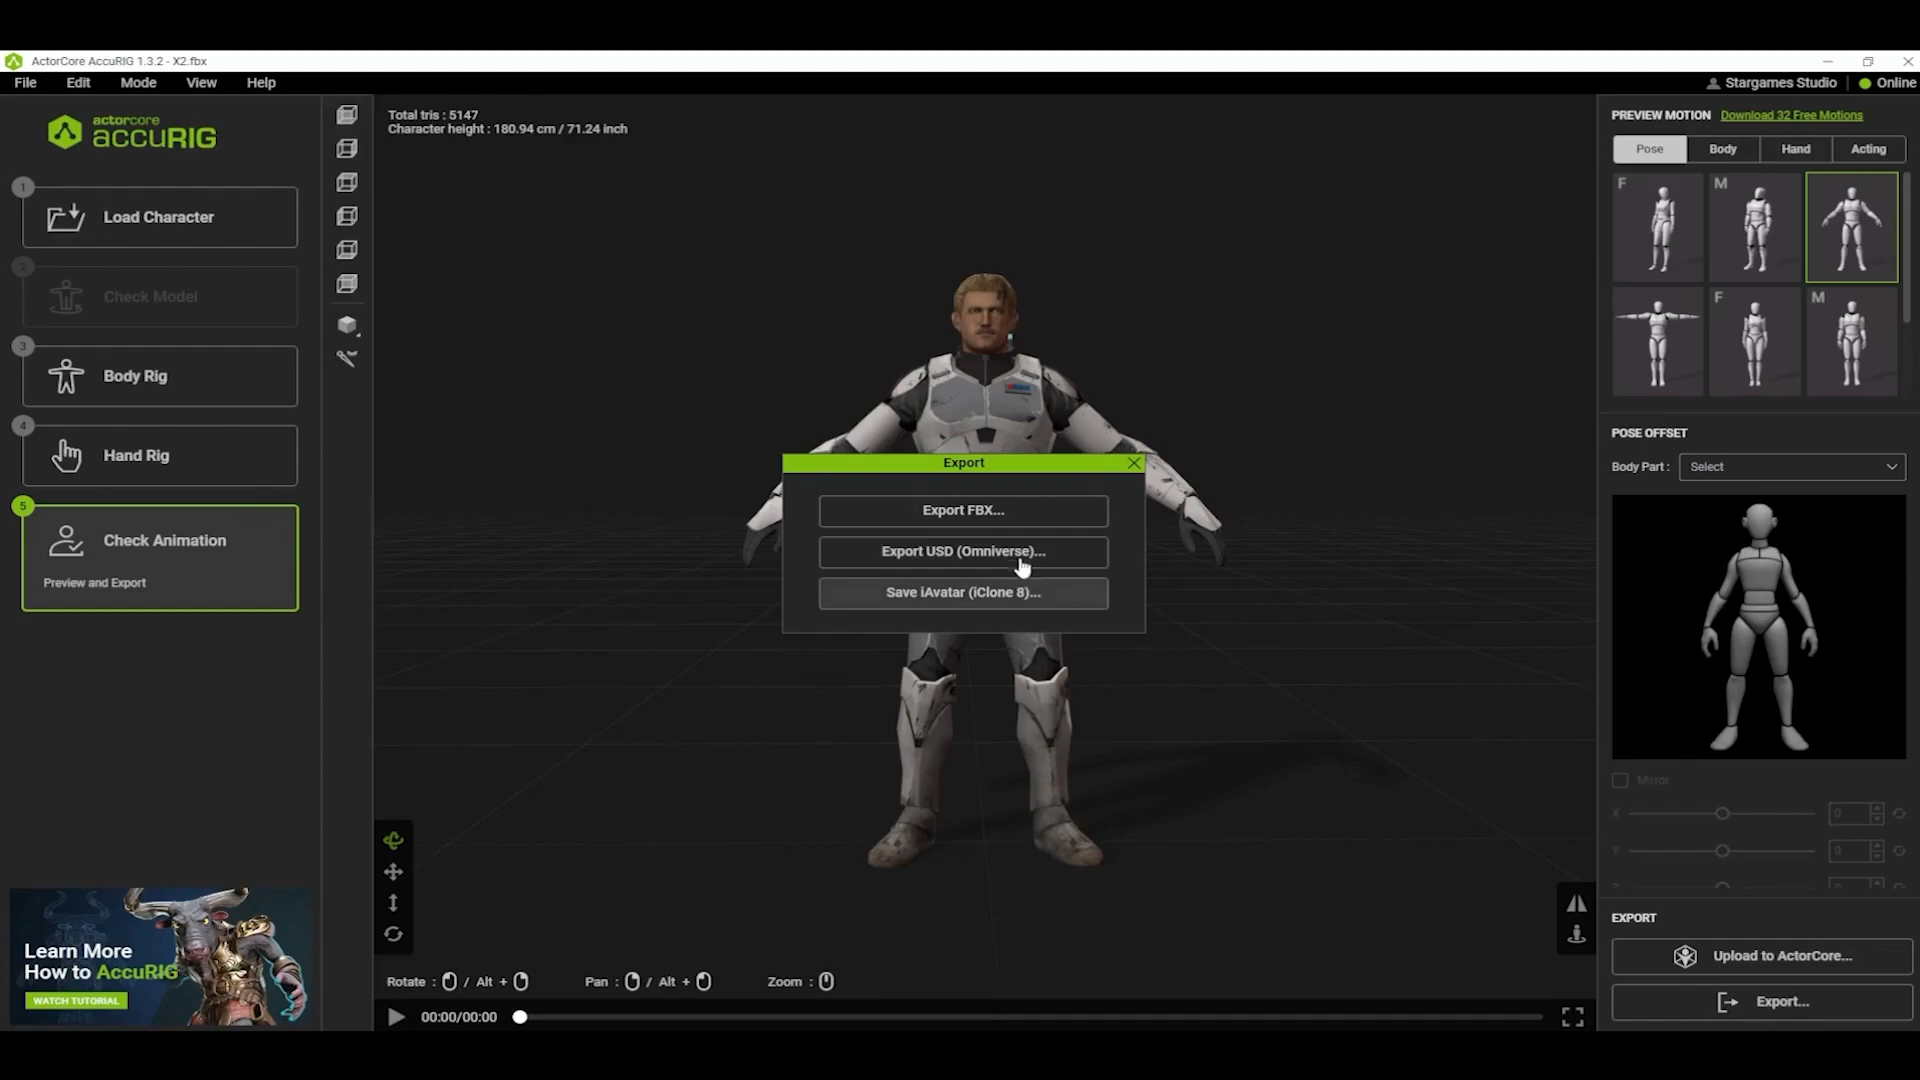 ActorCore AccuRIG 1.3.2 - X2.fbx
File Edit Mode View Help
Stargames Studio Online
actorcore
accuRIG
1
Load Character
2
Check Model
3
Body Rig
4
Hand Rig
5
Check Animation
Preview and Export
Learn More
How to AccuRIG
WATCH TUTORIAL
Total tris : 5147
Character height : 180.94 cm / 71.24 inch
Export
Export FBX...
Export USD (Omniverse)...
Save iAvatar (iClone 8)...
Rotate : / Alt + Pan : / Alt + Zoom :
00:00/00:00
PREVIEW MOTION Download 32 Free Motions
Pose Body Hand Acting
F M
F M
POSE OFFSET
Body Part : Select
Mirror
X 0
Y 0
EXPORT
Upload to ActorCore...
Export...